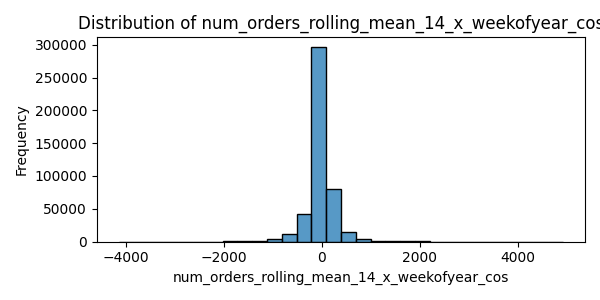 Distribution of num_orders_rolling_mean_14_x_weekofyear_cos
300000
250000
200000
150000
100000
50000
0
Frequency
−4000 −2000 0 2000 4000
num_orders_rolling_mean_14_x_weekofyear_cos